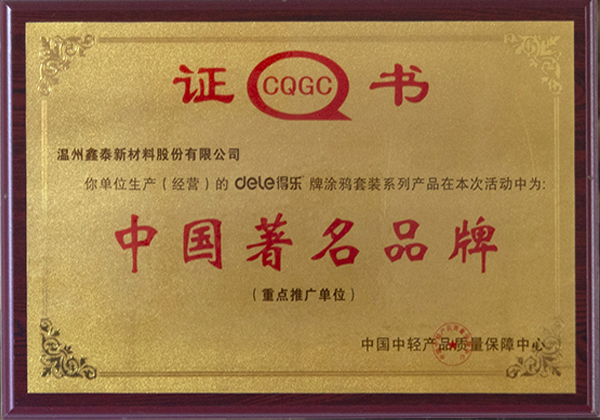 证 CQGC 书
温州鑫泰新材料股份有限公司
你单位生产（经营）的 dele得乐 牌涂鸦套装系列产品在本次活动中为:
中国著名品牌
（重点推广单位）
中国中轻产品质量保障中心